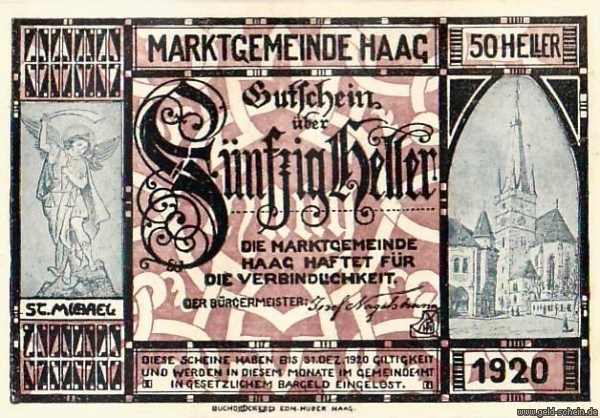 MARKTGEMEINDE HAAG
50 HELLER
Gutschein
über
Fünfzig Heller
DIE MARKTGEMEINDE
HAAG HAFTET FÜR
DIE VERBINDLICHKEIT.
DER BÜRGERMEISTER: Josef
ST. MICHAEL
DIESE SCHEINE HABEN BIS 31. DEZ. 1920 GILTIGKEIT
UND WERDEN IN DIESEM MONATE IM GEMEINDEAMT
IN GESETZLICHEM BARGELD EINGELÖST.
1920
BUCHDRUCKEREI EDM. HUBER HAAG.
www.geld-schein.de